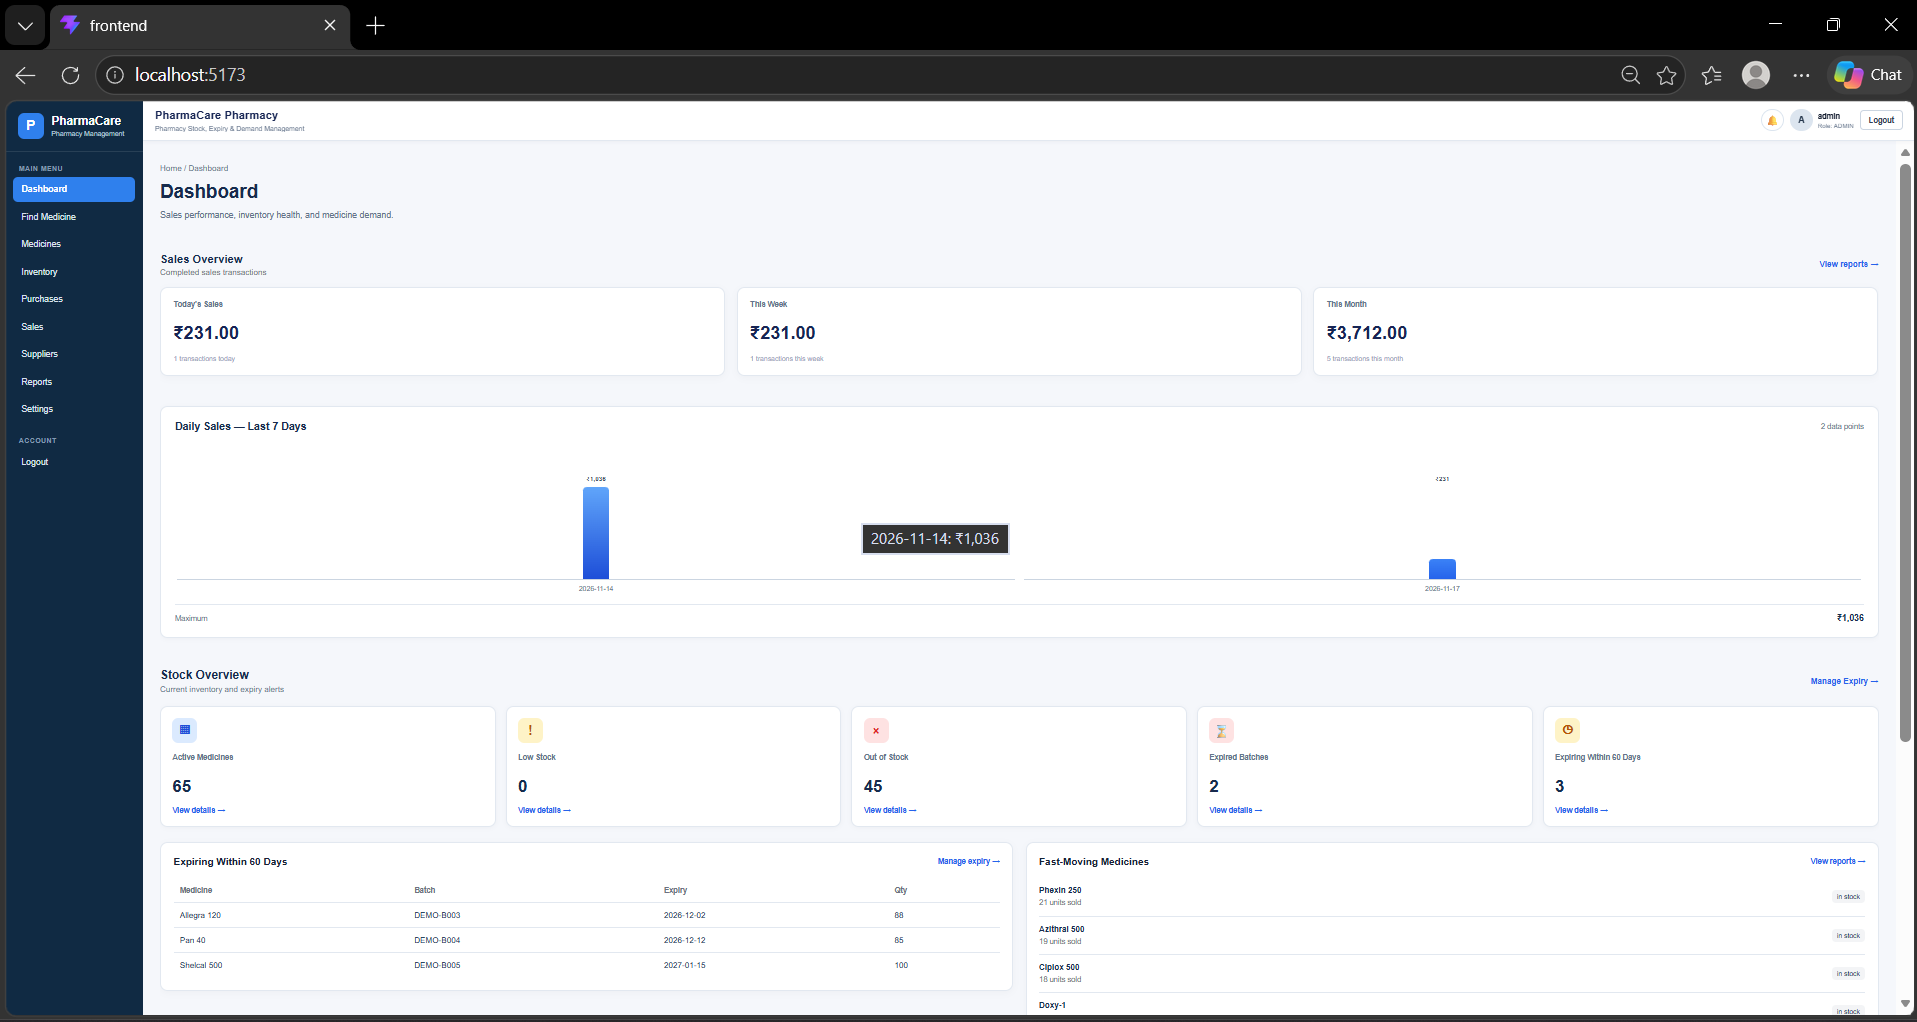 frontend
localhost:5173
Chat
P
PharmaCare
Pharmacy Management
MAIN MENU
Dashboard
Find Medicine
Medicines
Inventory
Purchases
Sales
Suppliers
Reports
Settings
ACCOUNT
Logout
PharmaCare Pharmacy
Pharmacy Stock, Expiry & Demand Management
A
admin
Role: ADMIN
Logout
Home / Dashboard
Dashboard
Sales performance, inventory health, and medicine demand.
Sales Overview
Completed sales transactions
View reports →
Today's Sales
₹231.00
1 transactions today
This Week
₹231.00
1 transactions this week
This Month
₹3,712.00
5 transactions this month
Daily Sales — Last 7 Days
2 data points
₹1,036
₹231
2026-11-14: ₹1,036
2026-11-14
2026-11-17
Maximum
₹1,036
Stock Overview
Current inventory and expiry alerts
Manage Expiry →
Active Medicines
65
View details →
!
Low Stock
0
View details →
×
Out of Stock
45
View details →
Expired Batches
2
View details →
Expiring Within 60 Days
3
View details →
Expiring Within 60 Days
Manage expiry →
Medicine Batch Expiry Qty
Allegra 120 DEMO-B003 2026-12-02 88
Pan 40 DEMO-B004 2026-12-12 85
Shelcal 500 DEMO-B005 2027-01-15 100
Fast-Moving Medicines
View reports →
Phexin 250
21 units sold
in stock
Azithral 500
19 units sold
in stock
Ciplox 500
18 units sold
in stock
Doxy-1
in stock